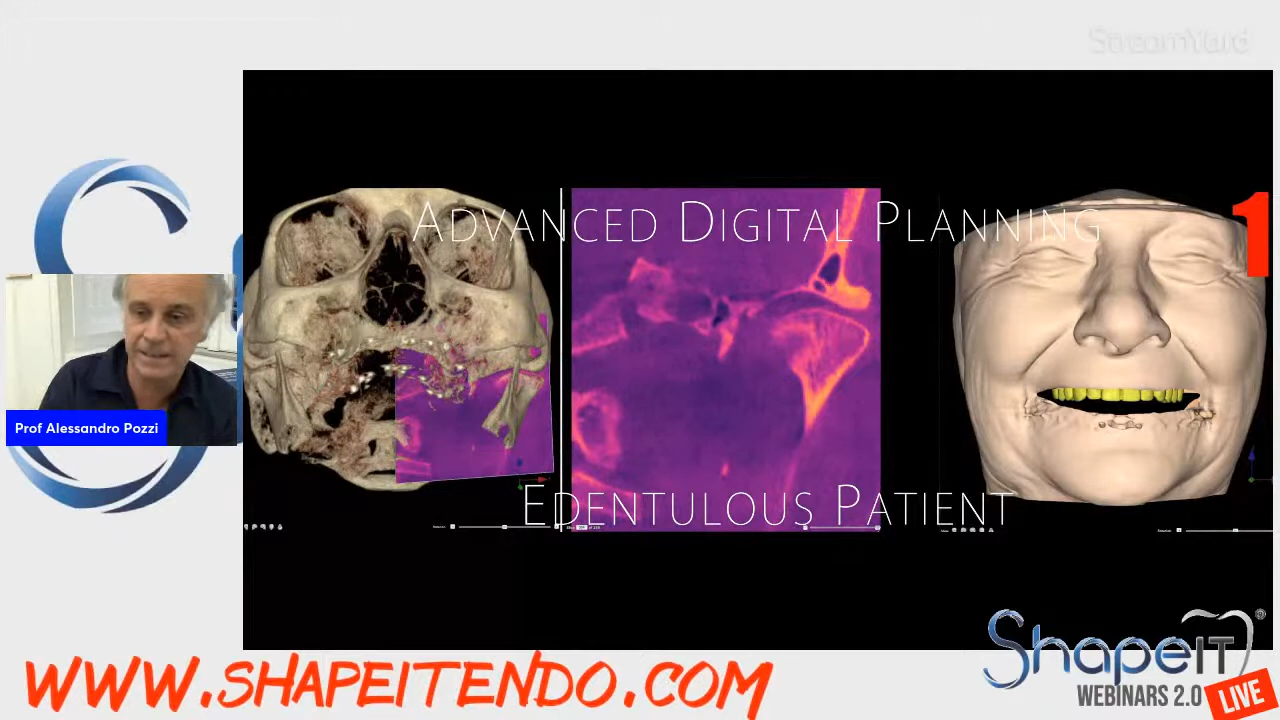 StreamYard
ADVANCED DIGITAL PLANNING
1
Prof Alessandro Pozzi
EDENTULOUS PATIENT
ShapeIT®
WEBINARS 2.0
LIVE
WWW.SHAPEITENDO.COM